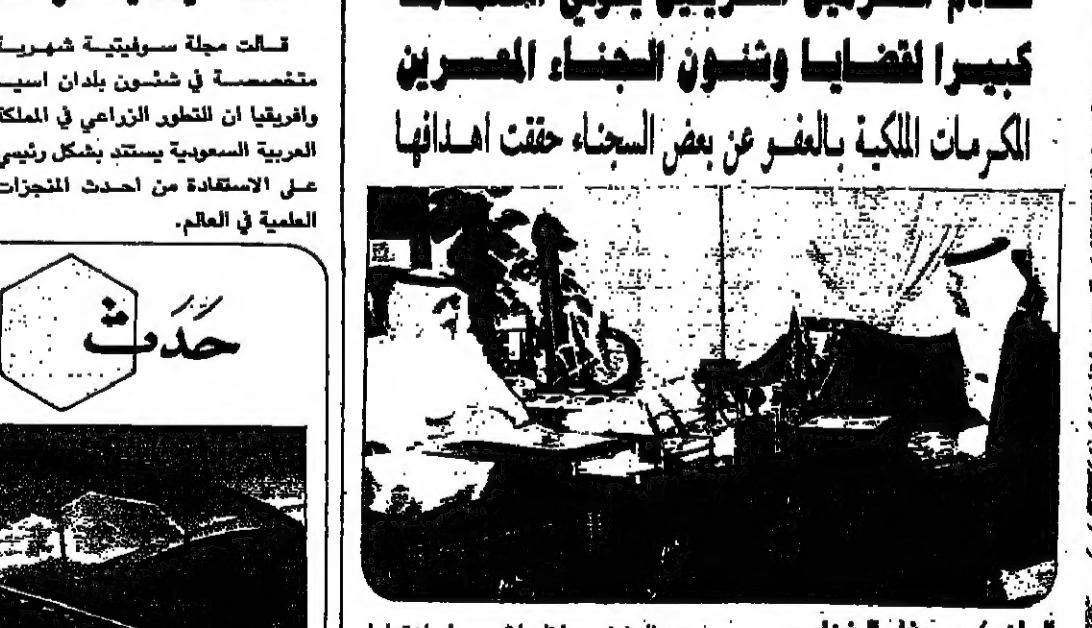 كبيرا لقضايا وشئون السجناء المعسرين
المكرمات الملكية بالعفو عن بعض السجناء حققت اهدافها
قالت مجلة سوفيتية شهرية
متخصصة في شئون بلدان اسيا
وافريقيا ان التطور الزراعي في المملكة
العربية السعودية يستند بشكل رئيسي
على الاستفادة من احدث المنجزات
العلمية في العالم.
حدث